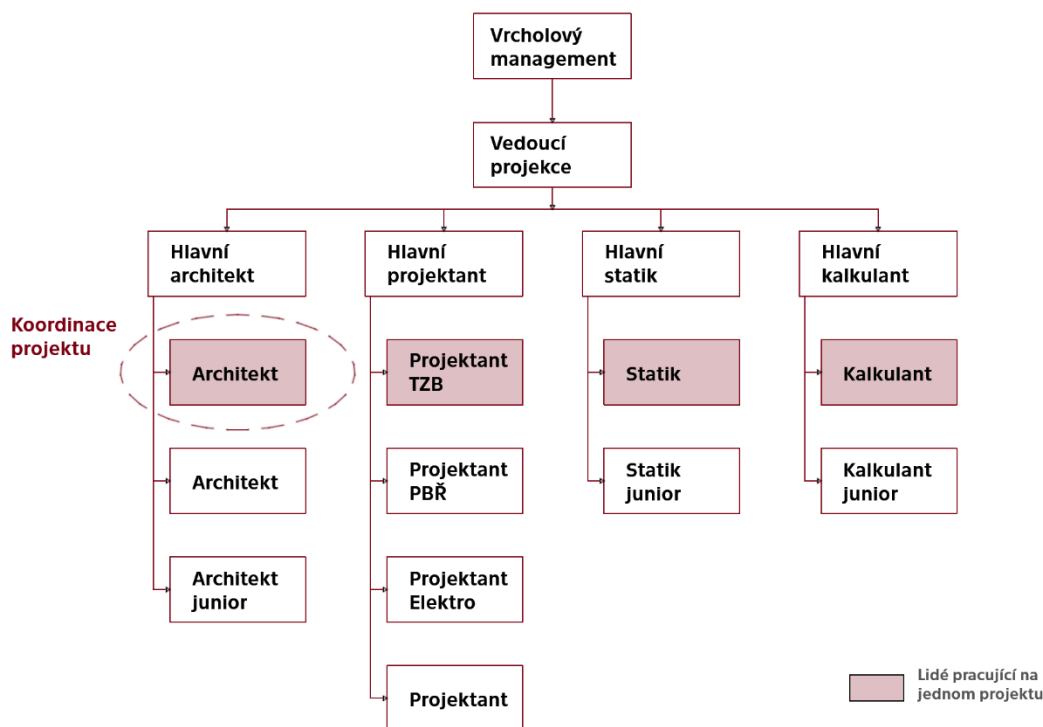 Vrcholový
management
Vedoucí
projekce
Hlavní
architekt
Hlavní
projektant
Hlavní
statik
Hlavní
kalkulant
Koordinace
projektu
Architekt
Projektant
TZB
Statik
Kalkulant
Architekt
Projektant
PBŘ
Statik
junior
Kalkulant
junior
Architekt
junior
Projektant
Elektro
Projektant
Lidé pracující na
jednom projektu